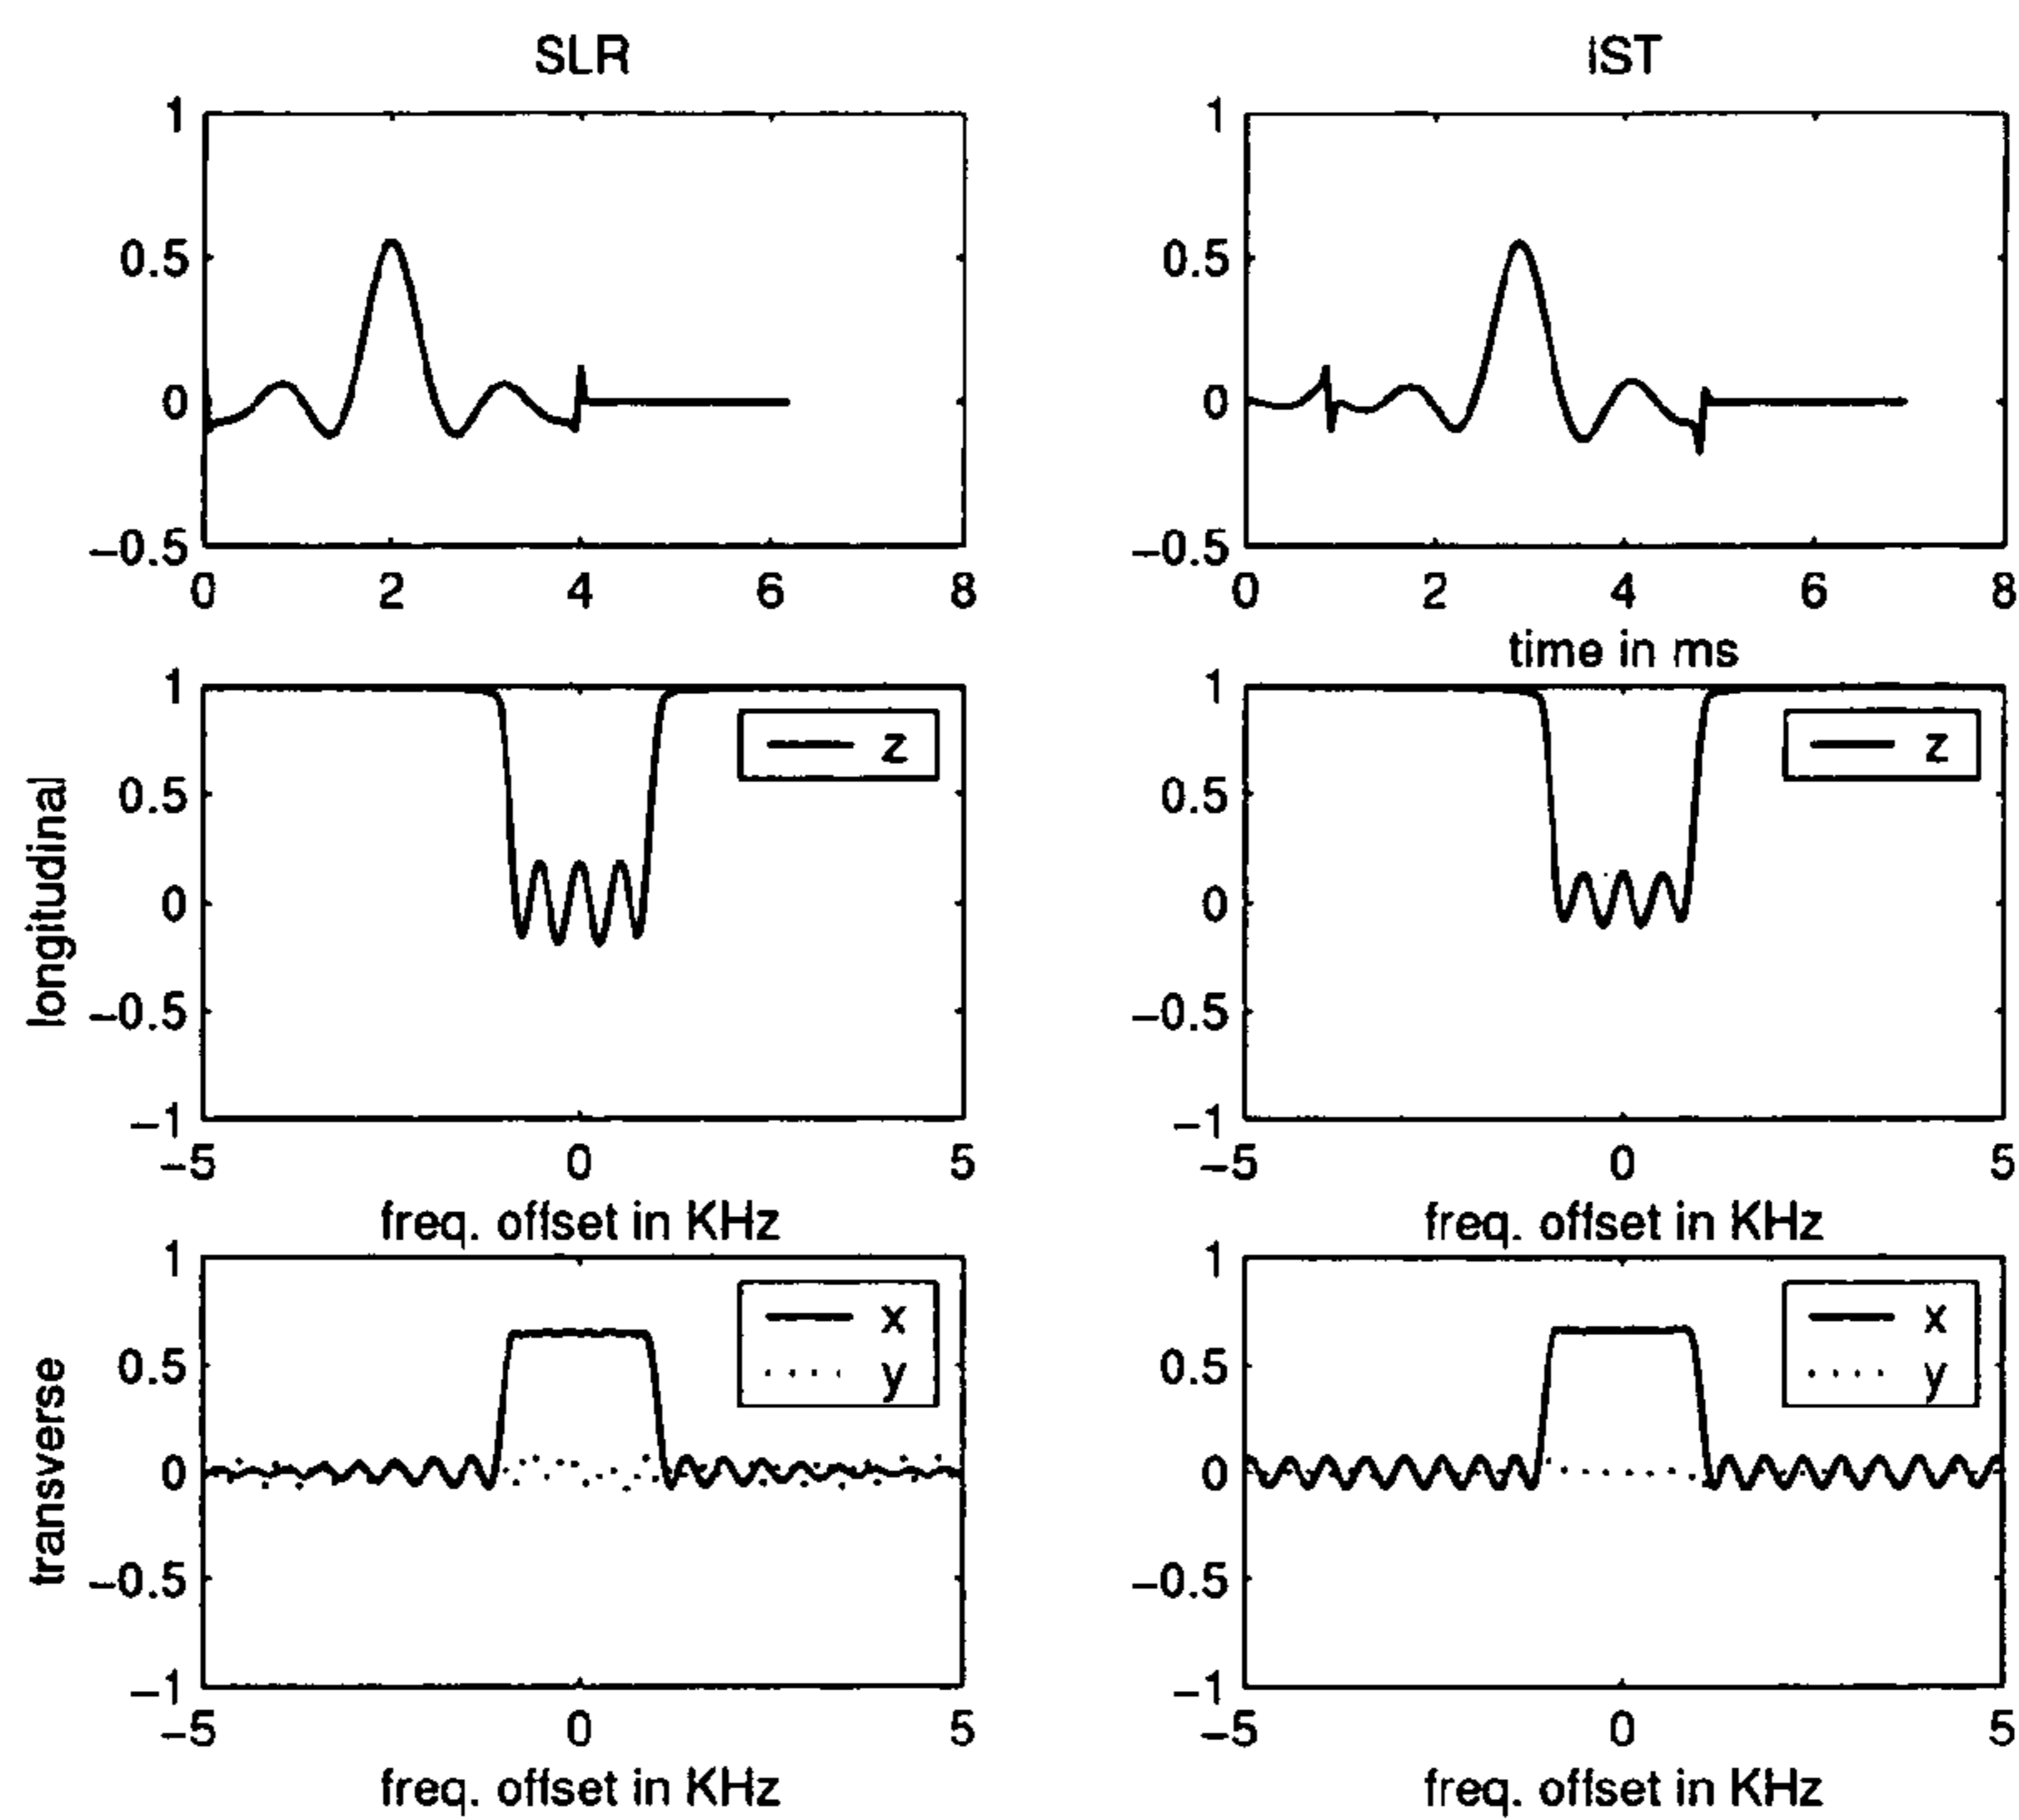 SLR
IST
1
0.5
0
−0.5
0 2 4 6 8
1
0.5
0
−0.5
0 2 4 6 8
time in ms
longitudinal
1
0.5
0
−0.5
−1
−5 0 5
z
freq. offset in KHz
1
0.5
0
−0.5
−1
−5 0 5
z
freq. offset in KHz
transverse
1
0.5
0
−0.5
−1
−5 0 5
x
y
freq. offset in KHz
1
0.5
0
−0.5
−1
−5 0 5
x
y
freq. offset in KHz